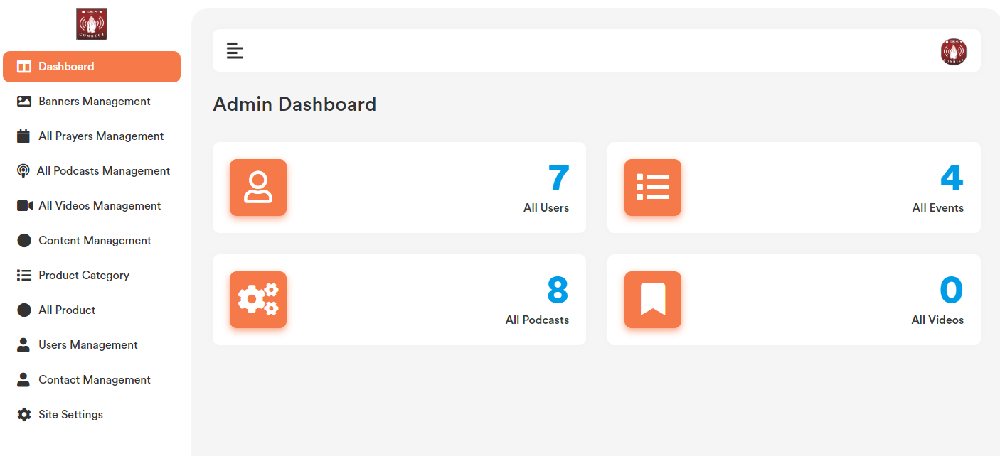 CONNECT
Dashboard
Banners Management
All Prayers Management
All Podcasts Management
All Videos Management
Content Management
Product Category
All Product
Users Management
Contact Management
Site Settings
CONNECT
Admin Dashboard
7
All Users
4
All Events
8
All Podcasts
0
All Videos